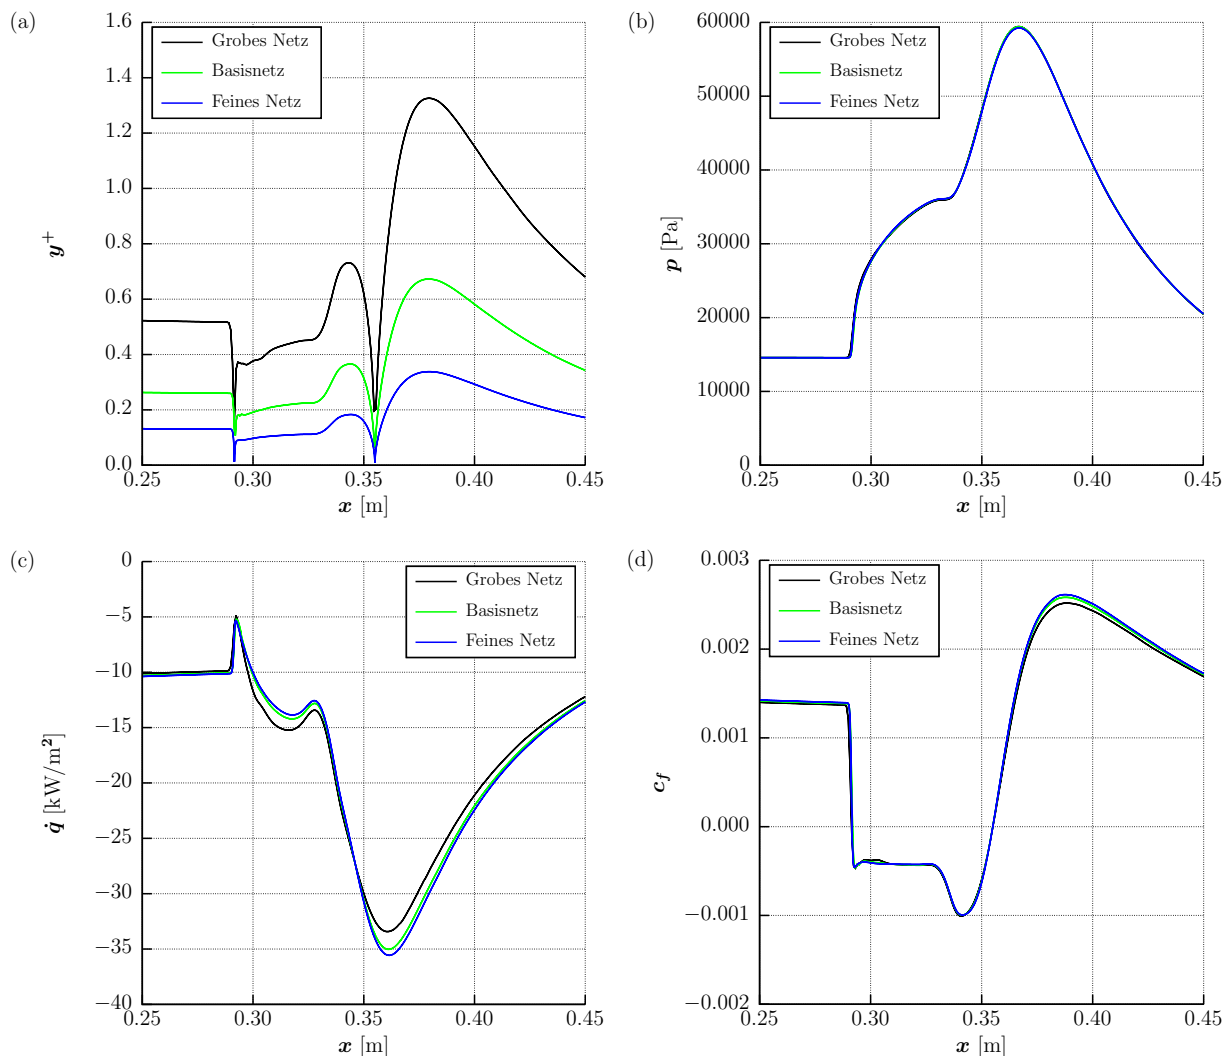 (a)
1.6
1.4
1.2
1.0
0.8
0.6
0.4
0.2
0.0
y⁺
Grobes Netz
Basisnetz
Feines Netz
0.25 0.30 0.35 0.40 0.45
x [m]
(b)
60000
50000
40000
30000
20000
10000
0
p [Pa]
Grobes Netz
Basisnetz
Feines Netz
0.25 0.30 0.35 0.40 0.45
x [m]
(c)
−0
−5
−10
−15
−20
−25
−30
−35
−40
q̇ [kW/m²]
Grobes Netz
Basisnetz
Feines Netz
0.25 0.30 0.35 0.40 0.45
x [m]
(d)
0.003
0.002
0.001
0.000
−0.001
−0.002
c_f
Grobes Netz
Basisnetz
Feines Netz
0.25 0.30 0.35 0.40 0.45
x [m]